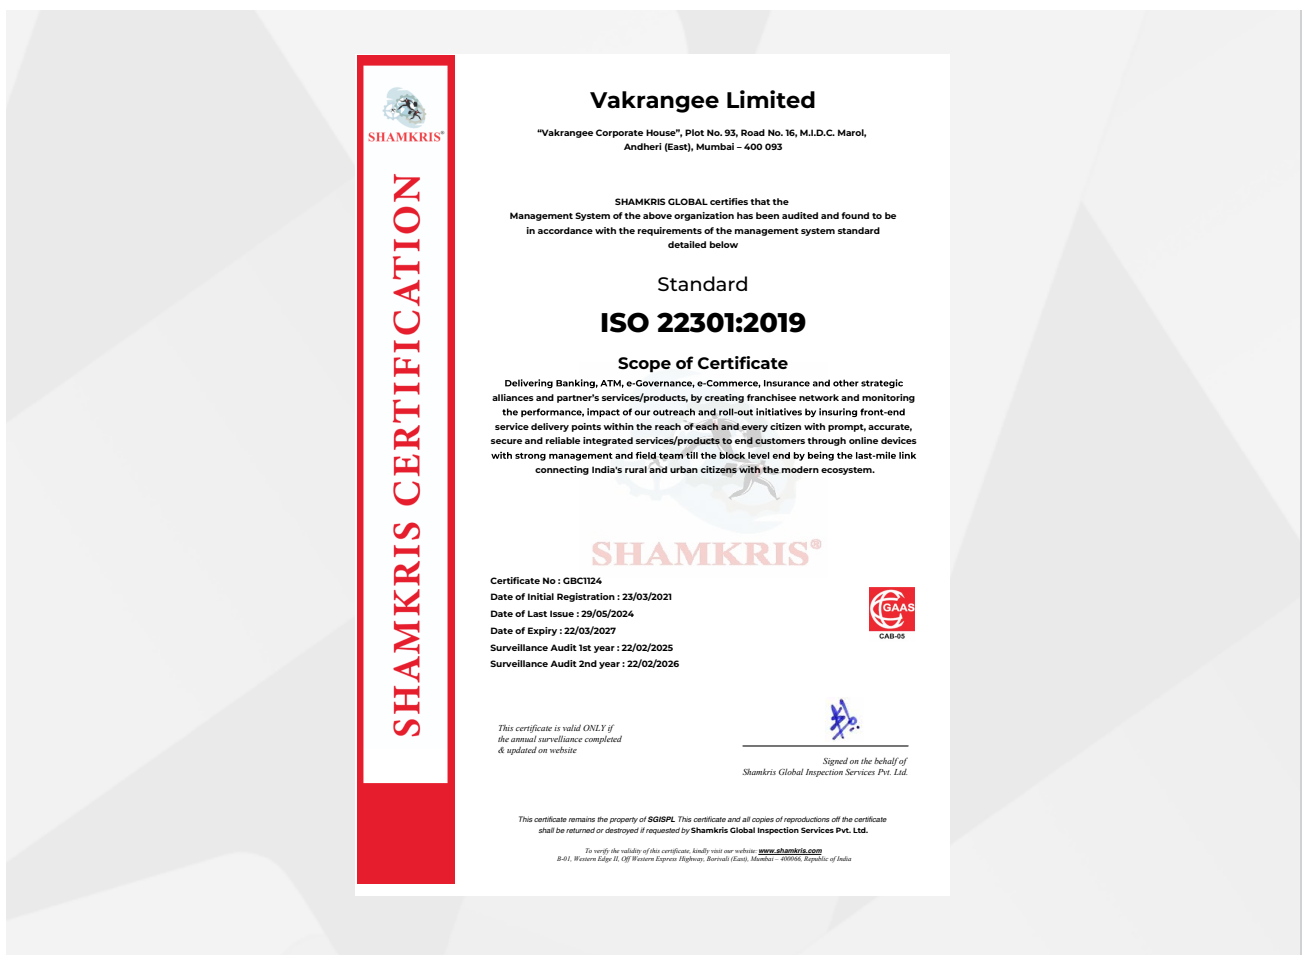 SHAMKRIS®
SHAMKRIS CERTIFICATION
Vakrangee Limited
“Vakrangee Corporate House”, Plot No. 93, Road No. 16, M.I.D.C. Marol,
Andheri (East), Mumbai – 400 093
SHAMKRIS GLOBAL certifies that the
Management System of the above organization has been audited and found to be
in accordance with the requirements of the management system standard
detailed below
Standard
ISO 22301:2019
Scope of Certificate
Delivering Banking, ATM, e-Governance, e-Commerce, Insurance and other strategic
alliances and partner’s services/products, by creating franchisee network and monitoring
the performance, impact of our outreach and roll-out initiatives by insuring front-end
service delivery points within the reach of each and every citizen with prompt, accurate,
secure and reliable integrated services/products to end customers through online devices
with strong management and field team till the block level end by being the last-mile link
connecting India's rural and urban citizens with the modern ecosystem.
SHAMKRIS®
Certificate No : GBC1124
Date of Initial Registration : 23/03/2021
Date of Last Issue : 29/05/2024
Date of Expiry : 22/03/2027
Surveillance Audit 1st year : 22/02/2025
Surveillance Audit 2nd year : 22/02/2026
GAAS
CAB-05
This certificate is valid ONLY if
the annual survelliance completed
& updated on website
Signed on the behalf of
Shamkris Global Inspection Services Pvt. Ltd.
This certificate remains the property of SGISPL This certificate and all copies of reproductions off the certificate
shall be returned or destroyed if requested by Shamkris Global Inspection Services Pvt. Ltd.
To verify the validity of this certificate, kindly visit our website: www.shamkris.com
B-01, Western Edge II, Off Western Express Highway, Borivali (East), Mumbai – 400066, Republic of India